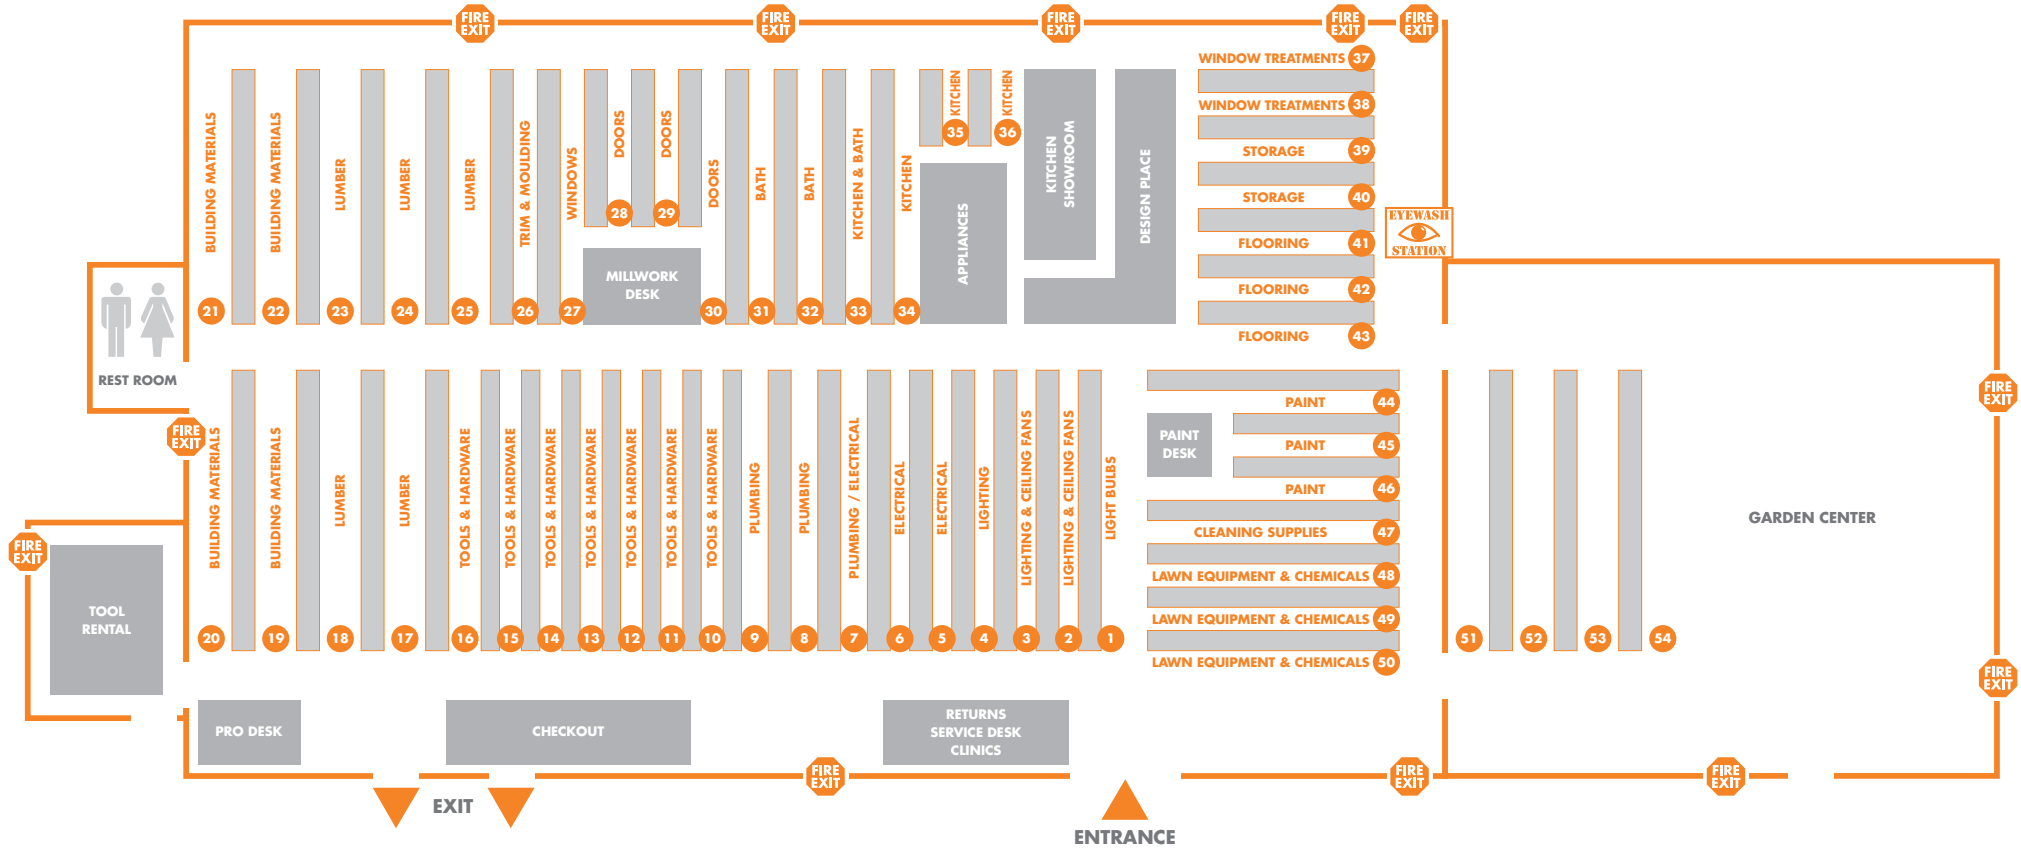 FIRE
EXIT
FIRE
EXIT
FIRE
EXIT
FIRE
EXIT
FIRE
EXIT
BUILDING MATERIALS
21
BUILDING MATERIALS
22
LUMBER
23
LUMBER
24
LUMBER
25
TRIM & MOULDING
26
WINDOWS
27
DOORS
28
DOORS
29
MILLWORK
DESK
DOORS
30
BATH
31
BATH
32
KITCHEN & BATH
33
KITCHEN
34
KITCHEN
35
KITCHEN
36
APPLIANCES
KITCHEN
SHOWROOM
DESIGN PLACE
WINDOW TREATMENTS 37
WINDOW TREATMENTS 38
STORAGE 39
STORAGE 40
FLOORING 41
FLOORING 42
FLOORING 43
EYEWASH
STATION
REST ROOM
FIRE
EXIT
FIRE
EXIT
TOOL
RENTAL
BUILDING MATERIALS
20
BUILDING MATERIALS
19
LUMBER
18
LUMBER
17
TOOLS & HARDWARE
16
TOOLS & HARDWARE
15
TOOLS & HARDWARE
14
TOOLS & HARDWARE
13
TOOLS & HARDWARE
12
TOOLS & HARDWARE
11
TOOLS & HARDWARE
10
PLUMBING
9
PLUMBING
8
PLUMBING / ELECTRICAL
7
ELECTRICAL
6
ELECTRICAL
5
LIGHTING
4
LIGHTING & CEILING FANS
3
LIGHTING & CEILING FANS
2
LIGHT BULBS
1
PAINT
DESK
PAINT 44
PAINT 45
PAINT 46
CLEANING SUPPLIES 47
LAWN EQUIPMENT & CHEMICALS 48
LAWN EQUIPMENT & CHEMICALS 49
LAWN EQUIPMENT & CHEMICALS 50
51
52
53
54
GARDEN CENTER
FIRE
EXIT
FIRE
EXIT
PRO DESK
CHECKOUT
RETURNS
SERVICE DESK
CLINICS
FIRE
EXIT
FIRE
EXIT
FIRE
EXIT
EXIT
ENTRANCE